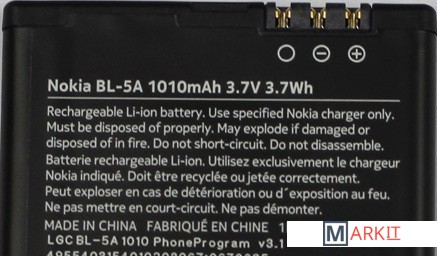 Nokia BL-5A 1010mAh 3.7V 3.7Wh
Rechargeable Li-ion battery. Use specified Nokia charger only.
Must be disposed of properly. May explode if damaged or
disposed of in fire. Do not short-circuit. Do not disassemble.
Batterie rechargeable Li-ion. Utilisez exclusivement le chargeur
Nokia indiqué. Doit être recyclée ou jetée correctement.
Peut exploser en cas de détérioration ou d´exposition au feu.
Ne pas mettre en court-circuit. Ne pas démonter.
MADE IN CHINA FABRIQUÉ EN CHINE
LGC BL-5A 1010 PhoneProgram v3.1
MARKIT